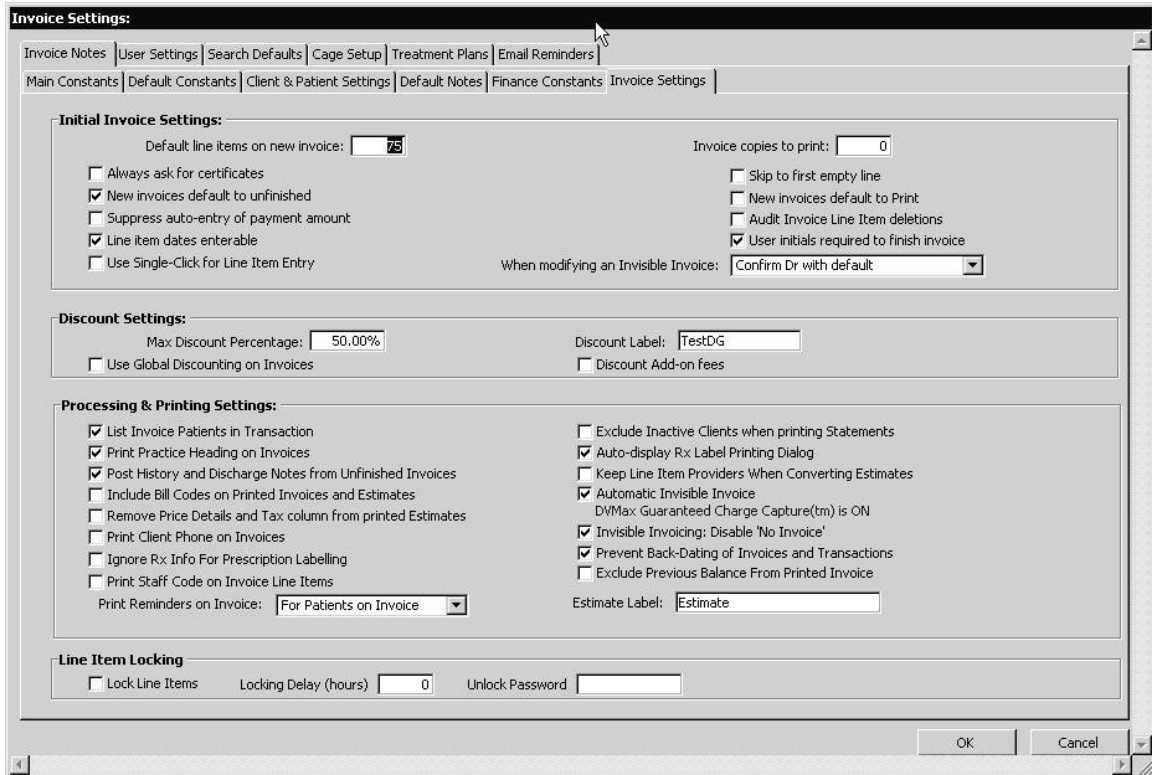 Invoice Settings:
Invoice Notes User Settings Search Defaults Cage Setup Treatment Plans Email Reminders
Main Constants Default Constants Client & Patient Settings Default Notes Finance Constants Invoice Settings
Initial Invoice Settings:
Default line items on new invoice: 75 Invoice copies to print: 0
Always ask for certificates Skip to first empty line
New invoices default to unfinished New invoices default to Print
Suppress auto-entry of payment amount Audit Invoice Line Item deletions
Line item dates enterable User initials required to finish invoice
Use Single-Click for Line Item Entry When modifying an Invisible Invoice: Confirm Dr with default
Discount Settings:
Max Discount Percentage: 50.00% Discount Label: TestDG
Use Global Discounting on Invoices Discount Add-on fees
Processing & Printing Settings:
List Invoice Patients in Transaction Exclude Inactive Clients when printing Statements
Print Practice Heading on Invoices Auto-display Rx Label Printing Dialog
Post History and Discharge Notes from Unfinished Invoices Keep Line Item Providers When Converting Estimates
Include Bill Codes on Printed Invoices and Estimates Automatic Invisible Invoice
DVMax Guaranteed Charge Capture(tm) is ON
Remove Price Details and Tax column from printed Estimates
Print Client Phone on Invoices Invisible Invoicing: Disable 'No Invoice'
Ignore Rx Info For Prescription Labelling Prevent Back-Dating of Invoices and Transactions
Print Staff Code on Invoice Line Items Exclude Previous Balance From Printed Invoice
Print Reminders on Invoice: For Patients on Invoice Estimate Label: Estimate
Line Item Locking
Lock Line Items Locking Delay (hours) 0 Unlock Password
OK Cancel